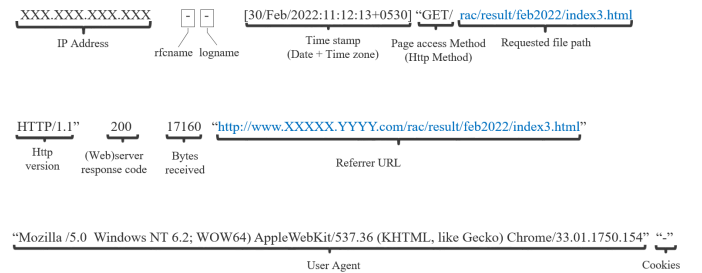 XXX.XXX.XXX.XXX - - [30/Feb/2022:11:12:13+0530] “GET/ rac/result/feb2022/index3.html
IP Address rfcname logname Time stamp Page access Method Requested file path
(Date + Time zone) (Http Method)
HTTP/1.1” 200 17160 “http://www.XXXXX.YYYY.com/rac/result/feb2022/index3.html”
Http (Web)server Bytes Referrer URL
version response code received
“Mozilla /5.0 Windows NT 6.2; WOW64) AppleWebKit/537.36 (KHTML, like Gecko) Chrome/33.01.1750.154” “-”
User Agent Cookies